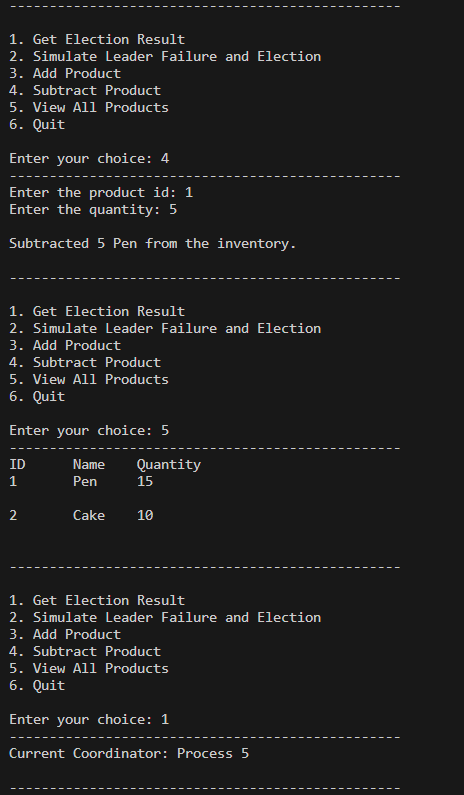 -------------------------------------------------
1. Get Election Result
2. Simulate Leader Failure and Election
3. Add Product
4. Subtract Product
5. View All Products
6. Quit
Enter your choice: 4
-------------------------------------------------
Enter the product id: 1
Enter the quantity: 5
Subtracted 5 Pen from the inventory.
-------------------------------------------------
1. Get Election Result
2. Simulate Leader Failure and Election
3. Add Product
4. Subtract Product
5. View All Products
6. Quit
Enter your choice: 5
-------------------------------------------------
ID      Name    Quantity
1       Pen     15
2       Cake    10
-------------------------------------------------
1. Get Election Result
2. Simulate Leader Failure and Election
3. Add Product
4. Subtract Product
5. View All Products
6. Quit
Enter your choice: 1
-------------------------------------------------
Current Coordinator: Process 5
-------------------------------------------------